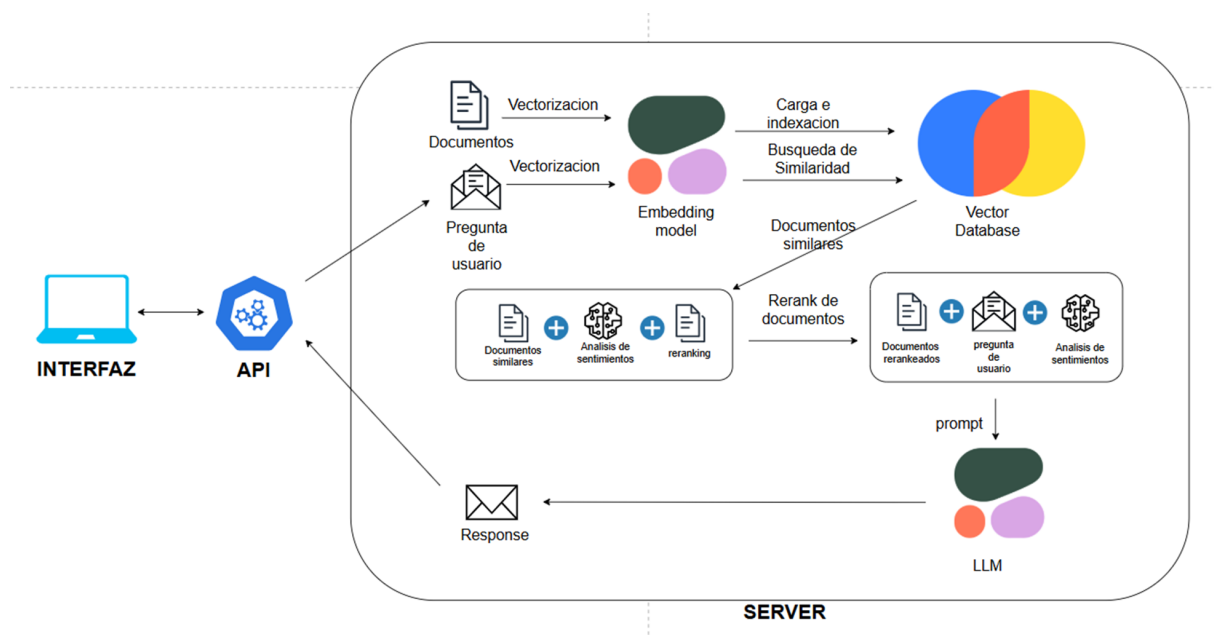 Documentos
Vectorizacion
Carga e
indexacion
Pregunta
de
usuario
Vectorizacion
Embedding
model
Busqueda de
Similaridad
Vector
Database
Documentos
similares
INTERFAZ
API
Documentos
similares
Analisis de
sentimientos
reranking
Rerank de
documentos
Documentos
rerankeados
pregunta
de
usuario
Analisis de
sentimientos
prompt
LLM
Response
SERVER